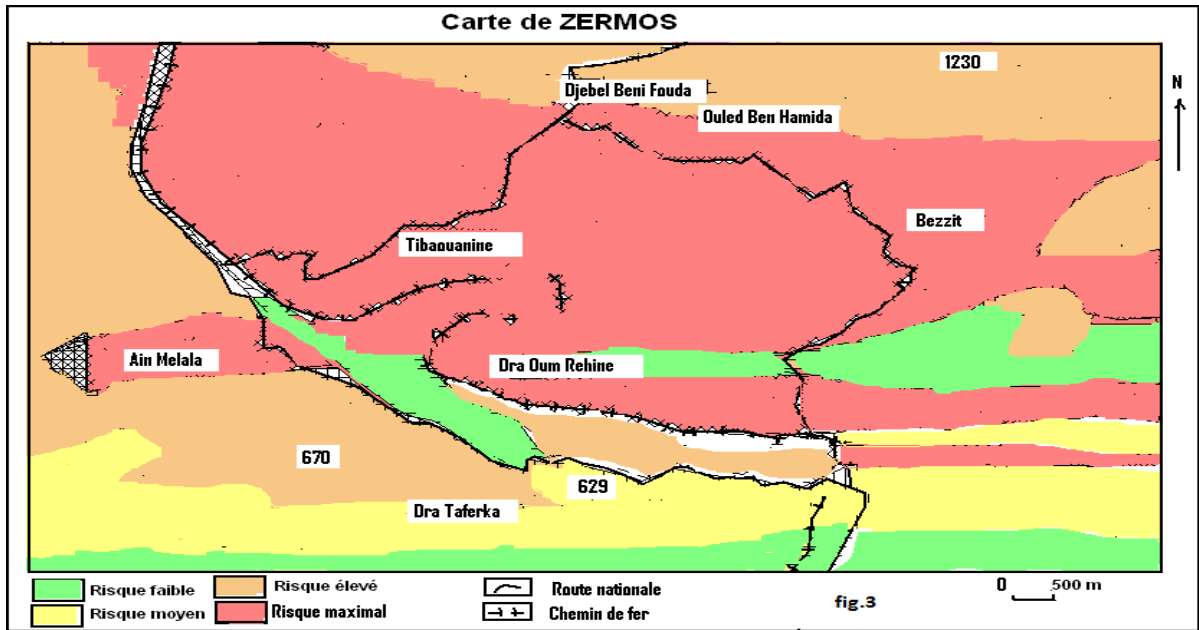 Carte de ZERMOS
1230
N
Djebel Beni Fouda
Ouled Ben Hamida
Bezzit
Tibaouanine
Ain Melala
Dra Oum Rehine
670
629
Dra Taferka
Risque faible
Risque élevé
Route nationale
0 500 m
Risque moyen
Risque maximal
Chemin de fer
fig.3